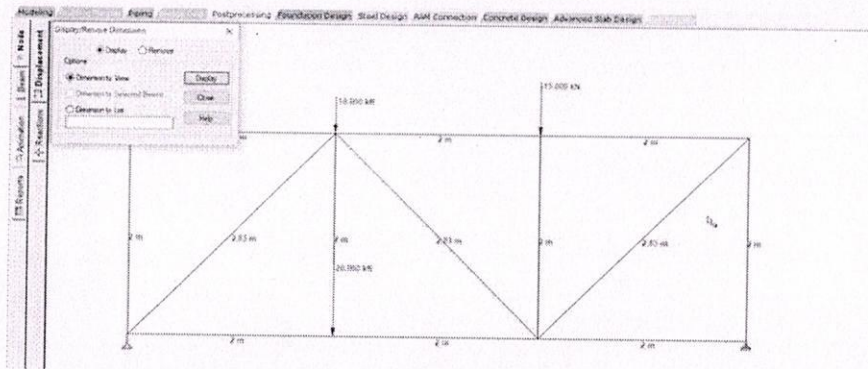 Modeling Piping Postprocessing Foundation Design Steel Design RAM Connection Concrete Design Advanced Slab Design
Display/Remove Dimensions
Display Remove
Options
Dimension to View
Dimension to Selected Beams
Dimension to List
Display
Close
Help
Node
Displacement
Beam
Reactions
Animation
Reports
15.000 kN
2 m
2 m
2 m
2.83 m
2 m
2.83 m
2 m
2.83 m
2 m
2 m
2 m
2 m